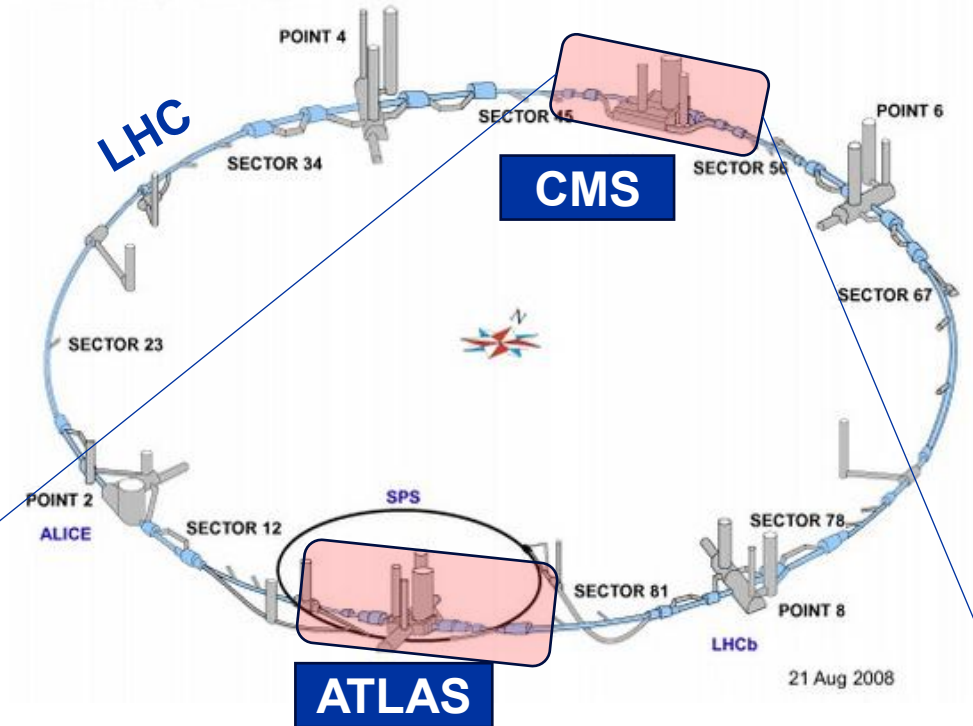 POINT 4
LHC
SECTOR 45
POINT 6
SECTOR 34
SECTOR 56
CMS
SECTOR 67
N
SECTOR 23
POINT 2
SPS
ALICE
SECTOR 12
SECTOR 78
SECTOR 81
POINT 8
LHCb
21 Aug 2008
ATLAS